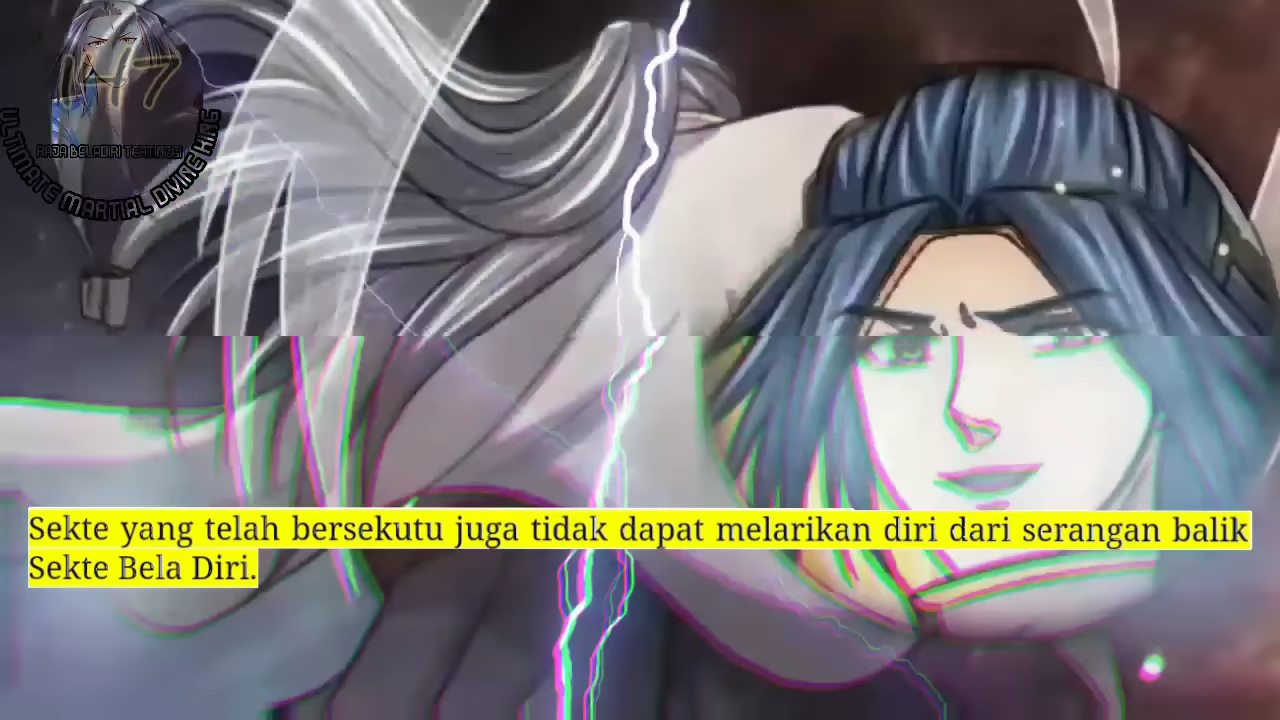 147
RAJA BELADIRI TERTINGGI
ULTIMATE MARTIAL DIVINE KING
Sekte yang telah bersekutu juga tidak dapat melarikan diri dari serangan balik
Sekte Bela Diri.